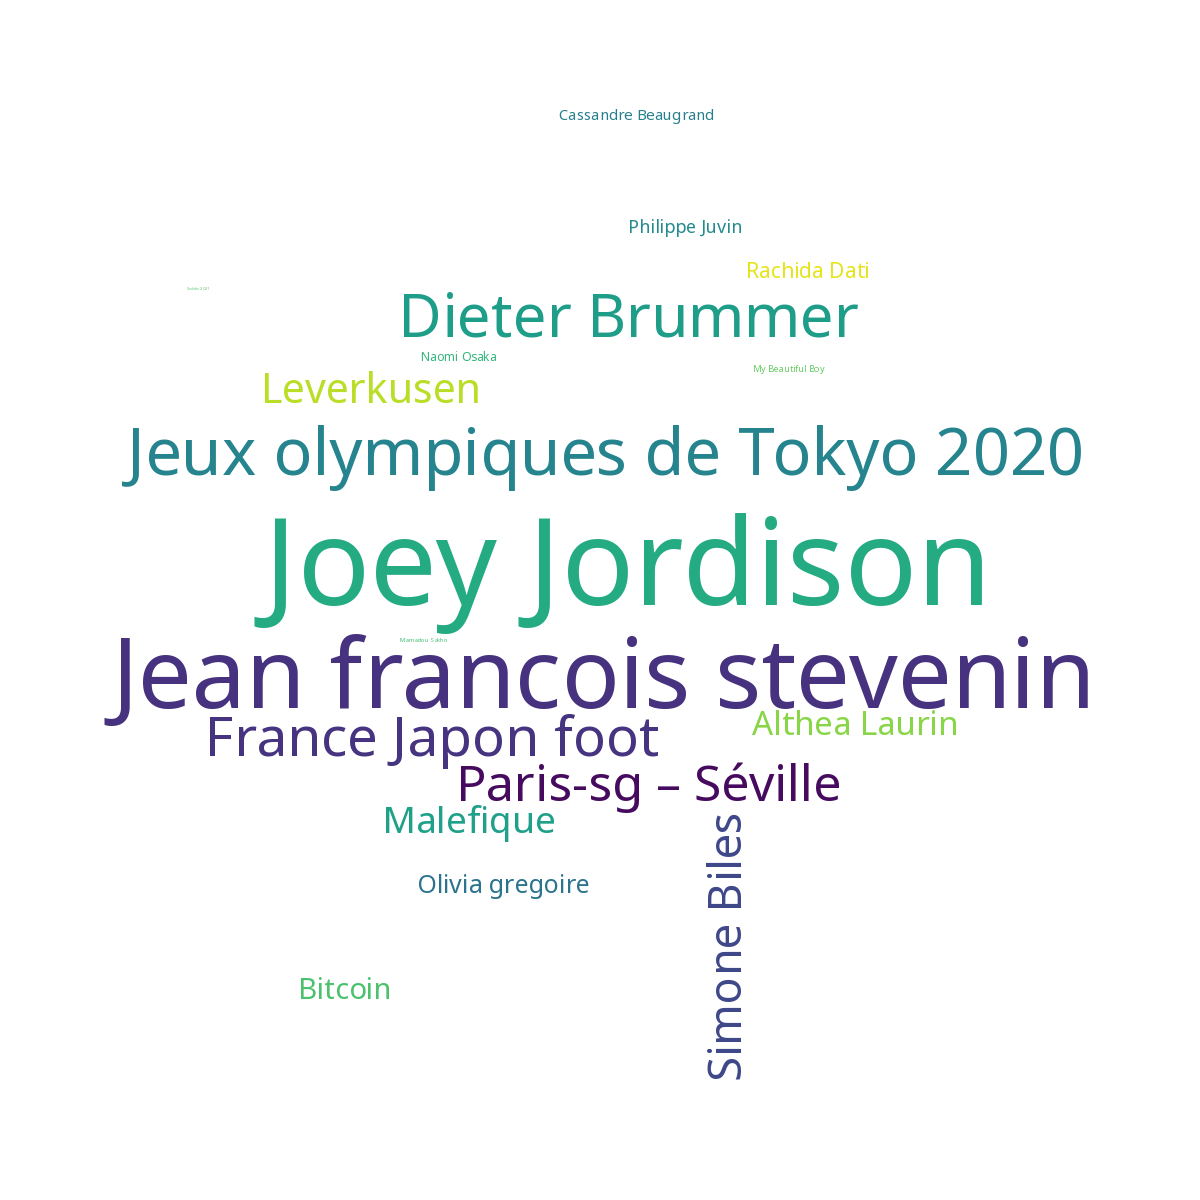 Cassandre Beaugrand
Philippe Juvin
Rachida Dati
Dieter Brummer
Naomi Osaka
My Beautiful Boy
Leverkusen
Jeux olympiques de Tokyo 2020
Joey Jordison
Mamadou Sakho
Jean francois stevenin
France Japon foot
Althea Laurin
Paris-sg – Séville
Malefique
Simone Biles
Olivia gregoire
Bitcoin